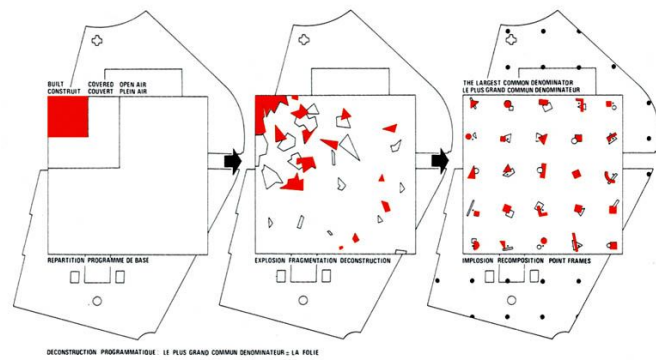 BUILT COVERED OPEN AIR
CONSTRUIT COUVERT PLEIN AIR
REPARTITION PROGRAMME DE BASE
EXPLOSION FRAGMENTATION DECONSTRUCTION
THE LARGEST COMMON DENOMINATOR
LE PLUS GRAND COMMUN DENOMINATEUR
IMPLOSION RECOMPOSITION POINT FRAMES
DECONSTRUCTION PROGRAMMATIQUE: LE PLUS GRAND COMMUN DENOMINATEUR = LA FOLIE